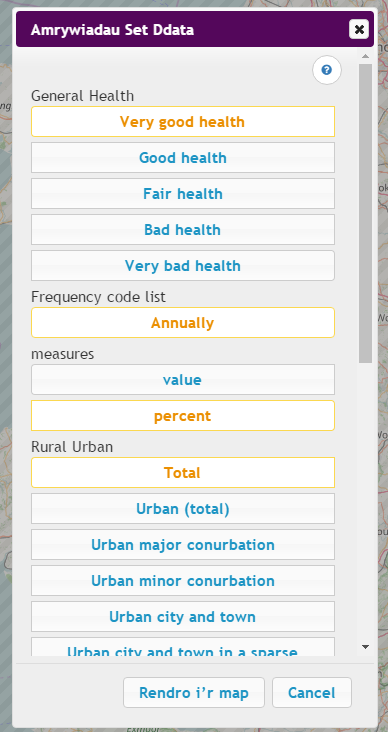 Amrywiadau Set Ddata
General Health
Very good health
Good health
Fair health
Bad health
Very bad health
Frequency code list
Annually
measures
value
percent
Rural Urban
Total
Urban (total)
Urban major conurbation
Urban minor conurbation
Urban city and town
Urban city and town in a sparse
Rendro i'r map
Cancel